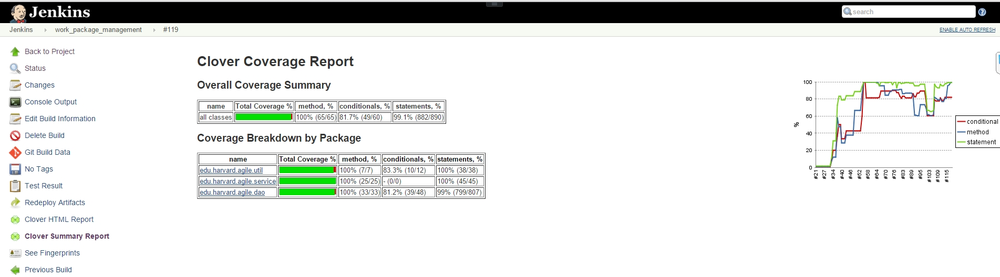 Jenkins
search
Jenkins work_package_management #119
ENABLE AUTO REFRESH
Back to Project
Status
Changes
Console Output
Edit Build Information
Delete Build
Git Build Data
No Tags
Test Result
Redeploy Artifacts
Clover HTML Report
Clover Summary Report
See Fingerprints
Previous Build
Clover Coverage Report
Overall Coverage Summary
name Total Coverage % method, % conditionals, % statements, %
all classes 100% (65/65) 81.7% (49/60) 99.1% (882/890)
Coverage Breakdown by Package
name Total Coverage % method, % conditionals, % statements, %
edu.harvard.agile.util 100% (7/7) 83.3% (10/12) 100% (38/38)
edu.harvard.agile.service 100% (25/25) - (0/0) 100% (45/45)
edu.harvard.agile.dao 100% (33/33) 81.2% (39/48) 99% (799/807)
100
80
60
40
20
0
%
#21 #27 #34 #40 #46 #52 #58 #64 #70 #76 #83 #89 #95 #103 #109 #115
conditional
method
statement